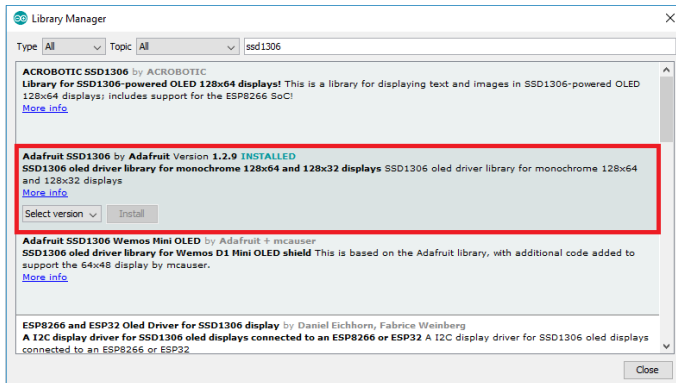 Library Manager
Type All Topic All ssd1306
ACROBOTIC SSD1306 by ACROBOTIC
Library for SSD1306-powered OLED 128x64 displays! This is a library for displaying text and images in SSD1306-powered OLED
128x64 displays; includes support for the ESP8266 SoC!
More info
Adafruit SSD1306 by Adafruit Version 1.2.9 INSTALLED
SSD1306 oled driver library for monochrome 128x64 and 128x32 displays SSD1306 oled driver library for monochrome 128x64
and 128x32 displays
More info
Select version Install
Adafruit SSD1306 Wemos Mini OLED by Adafruit + mcauser
SSD1306 oled driver library for Wemos D1 Mini OLED shield This is based on the Adafruit library, with additional code added to
support the 64x48 display by mcauser.
More info
ESP8266 and ESP32 Oled Driver for SSD1306 display by Daniel Eichhorn, Fabrice Weinberg
A I2C display driver for SSD1306 oled displays connected to an ESP8266 or ESP32 A I2C display driver for SSD1306 oled displays
connected to an ESP8266 or ESP32
Close